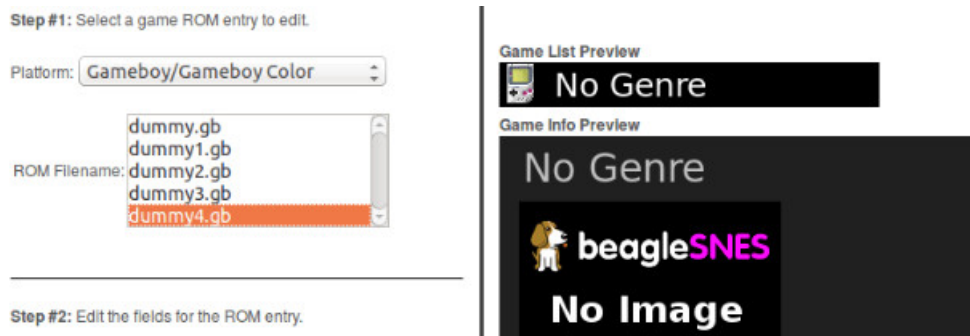 Step #1: Select a game ROM entry to edit.
Platform: Gameboy/Gameboy Color
ROM Filename:
dummy.gb
dummy1.gb
dummy2.gb
dummy3.gb
dummy4.gb
Step #2: Edit the fields for the ROM entry.
Game List Preview
No Genre
Game Info Preview
No Genre
beagleSNES
No Image